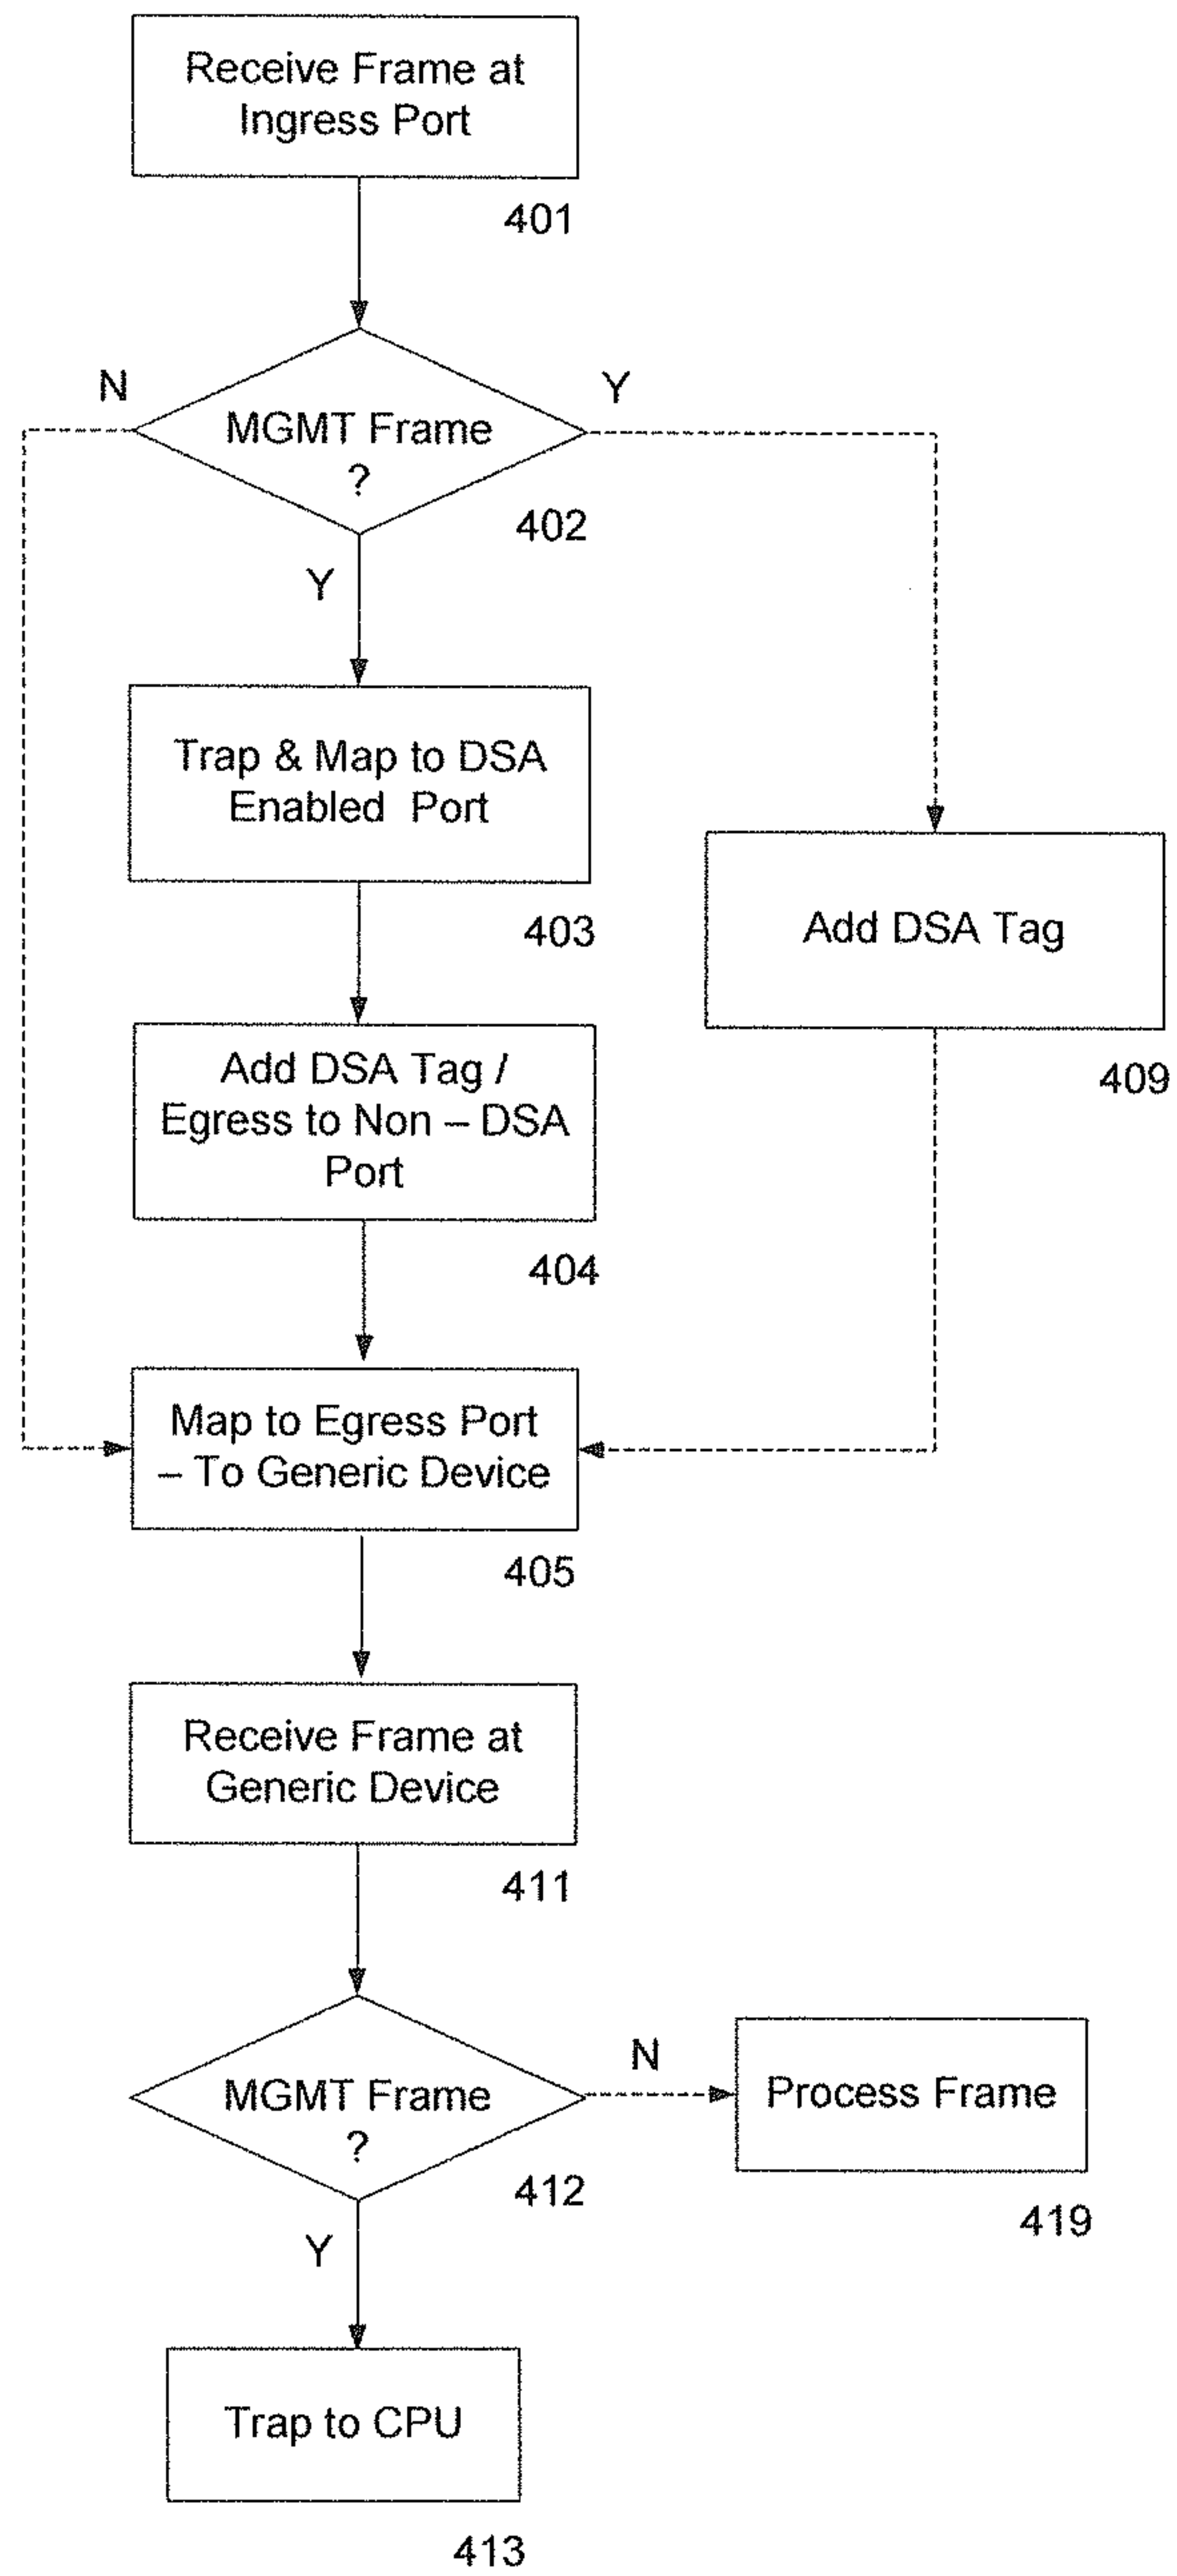 Receive Frame at
Ingress Port
401
N
Y
MGMT Frame
?
402
Y
Trap & Map to DSA
Enabled Port
403
Add DSA Tag
409
Add DSA Tag /
Egress to Non – DSA
Port
404
Map to Egress Port
– To Generic Device
405
Receive Frame at
Generic Device
411
MGMT Frame
?
412
N
Process Frame
419
Y
Trap to CPU
413